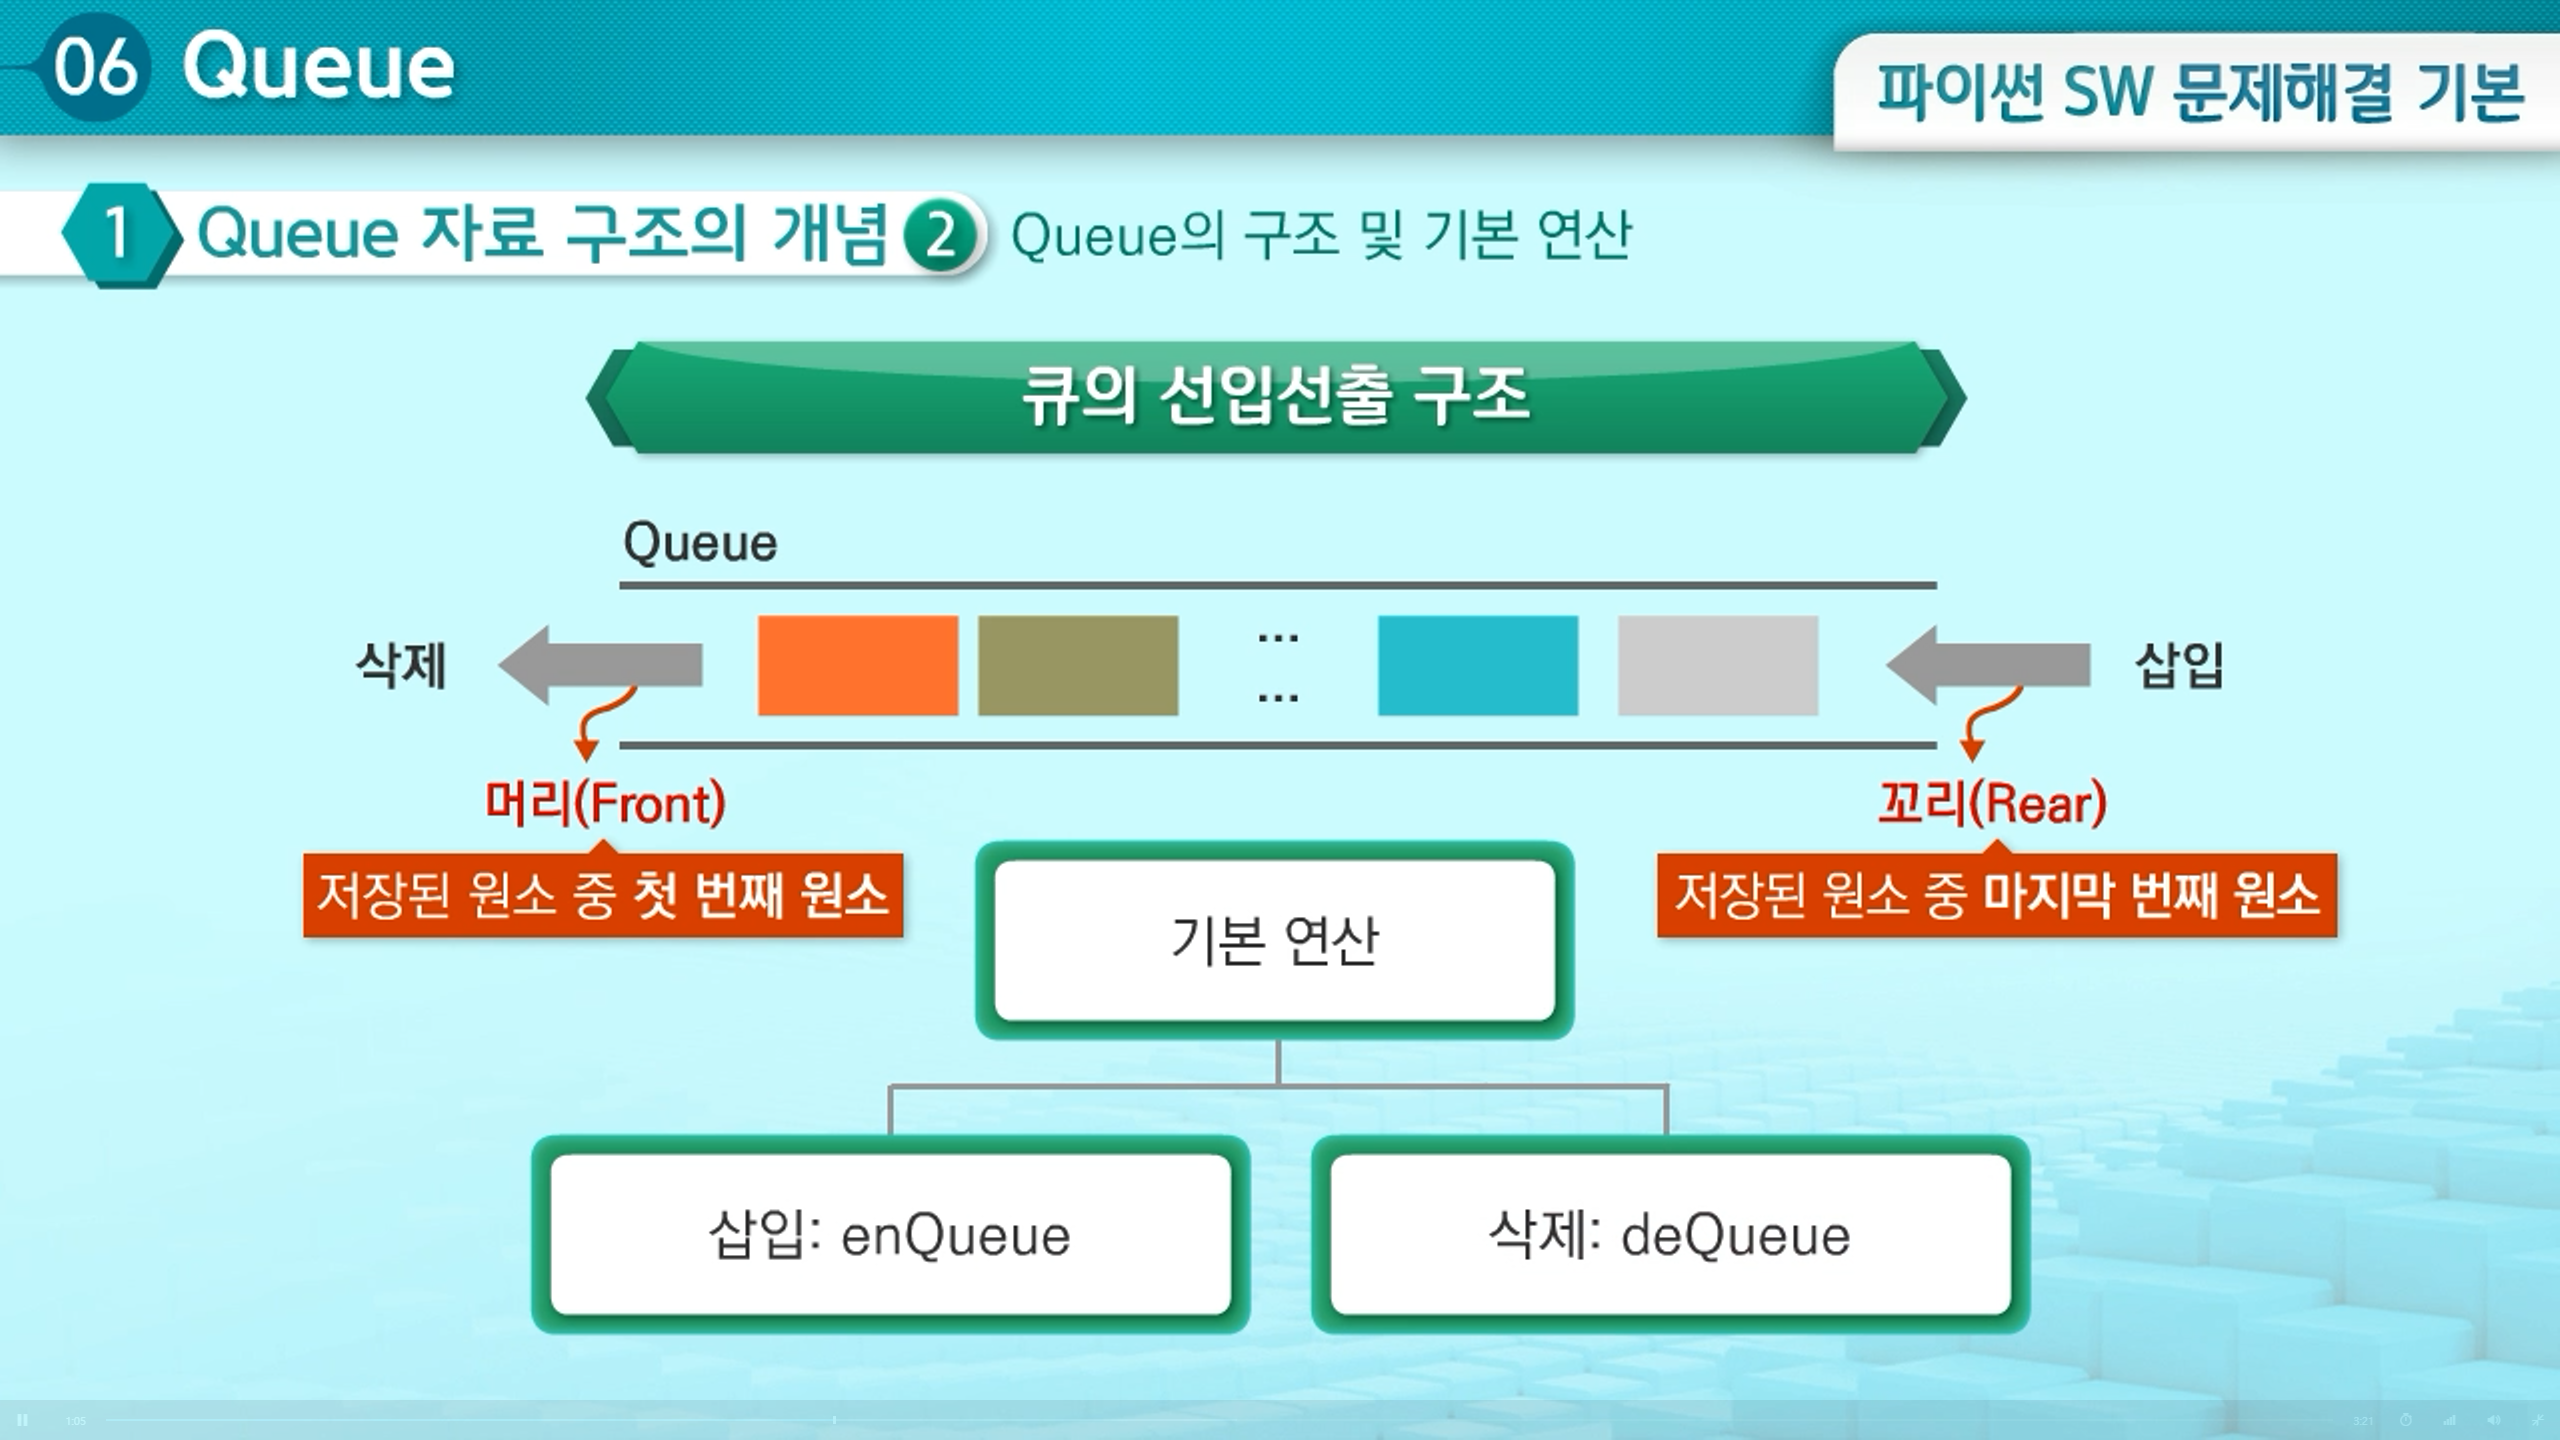 06 Queue
파이썬 SW 문제해결 기본
1 Queue 자료 구조의 개념 2 Queue의 구조 및 기본 연산
큐의 선입선출 구조
Queue
삭제 ... ... 삽입
머리(Front) 꼬리(Rear)
저장된 원소 중 첫 번째 원소 저장된 원소 중 마지막 번째 원소
기본 연산
삽입: enQueue 삭제: deQueue
1:05 3:21